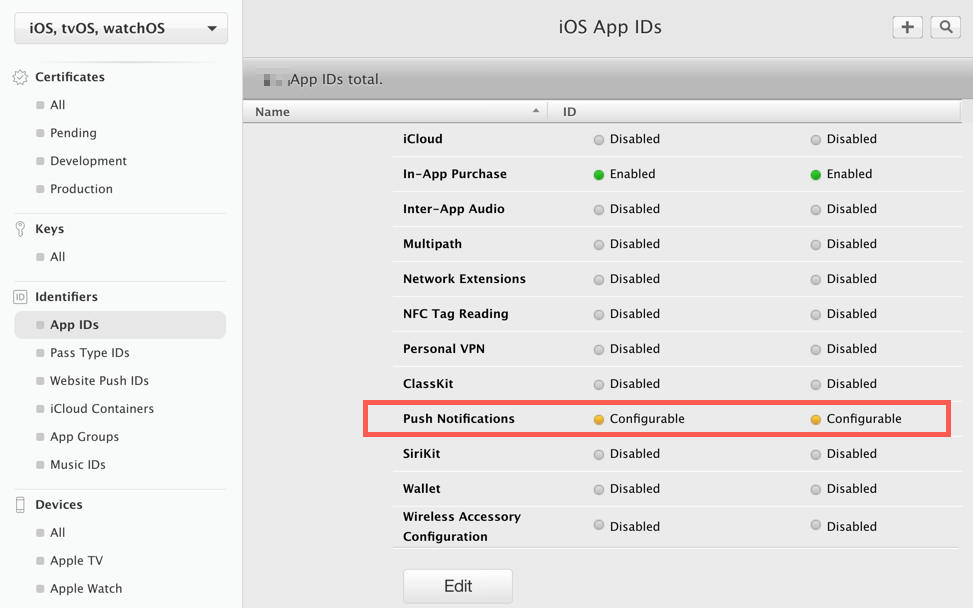 iOS, tvOS, watchOS
iOS App IDs
Certificates
All
Pending
Development
Production
Keys
All
ID
Identifiers
App IDs
Pass Type IDs
Website Push IDs
iCloud Containers
App Groups
Music IDs
Devices
All
Apple TV
Apple Watch
App IDs total.
Name ID
iCloud Disabled Disabled
In-App Purchase Enabled Enabled
Inter-App Audio Disabled Disabled
Multipath Disabled Disabled
Network Extensions Disabled Disabled
NFC Tag Reading Disabled Disabled
Personal VPN Disabled Disabled
ClassKit Disabled Disabled
Push Notifications Configurable Configurable
SiriKit Disabled Disabled
Wallet Disabled Disabled
Wireless Accessory
Configuration Disabled Disabled
Edit